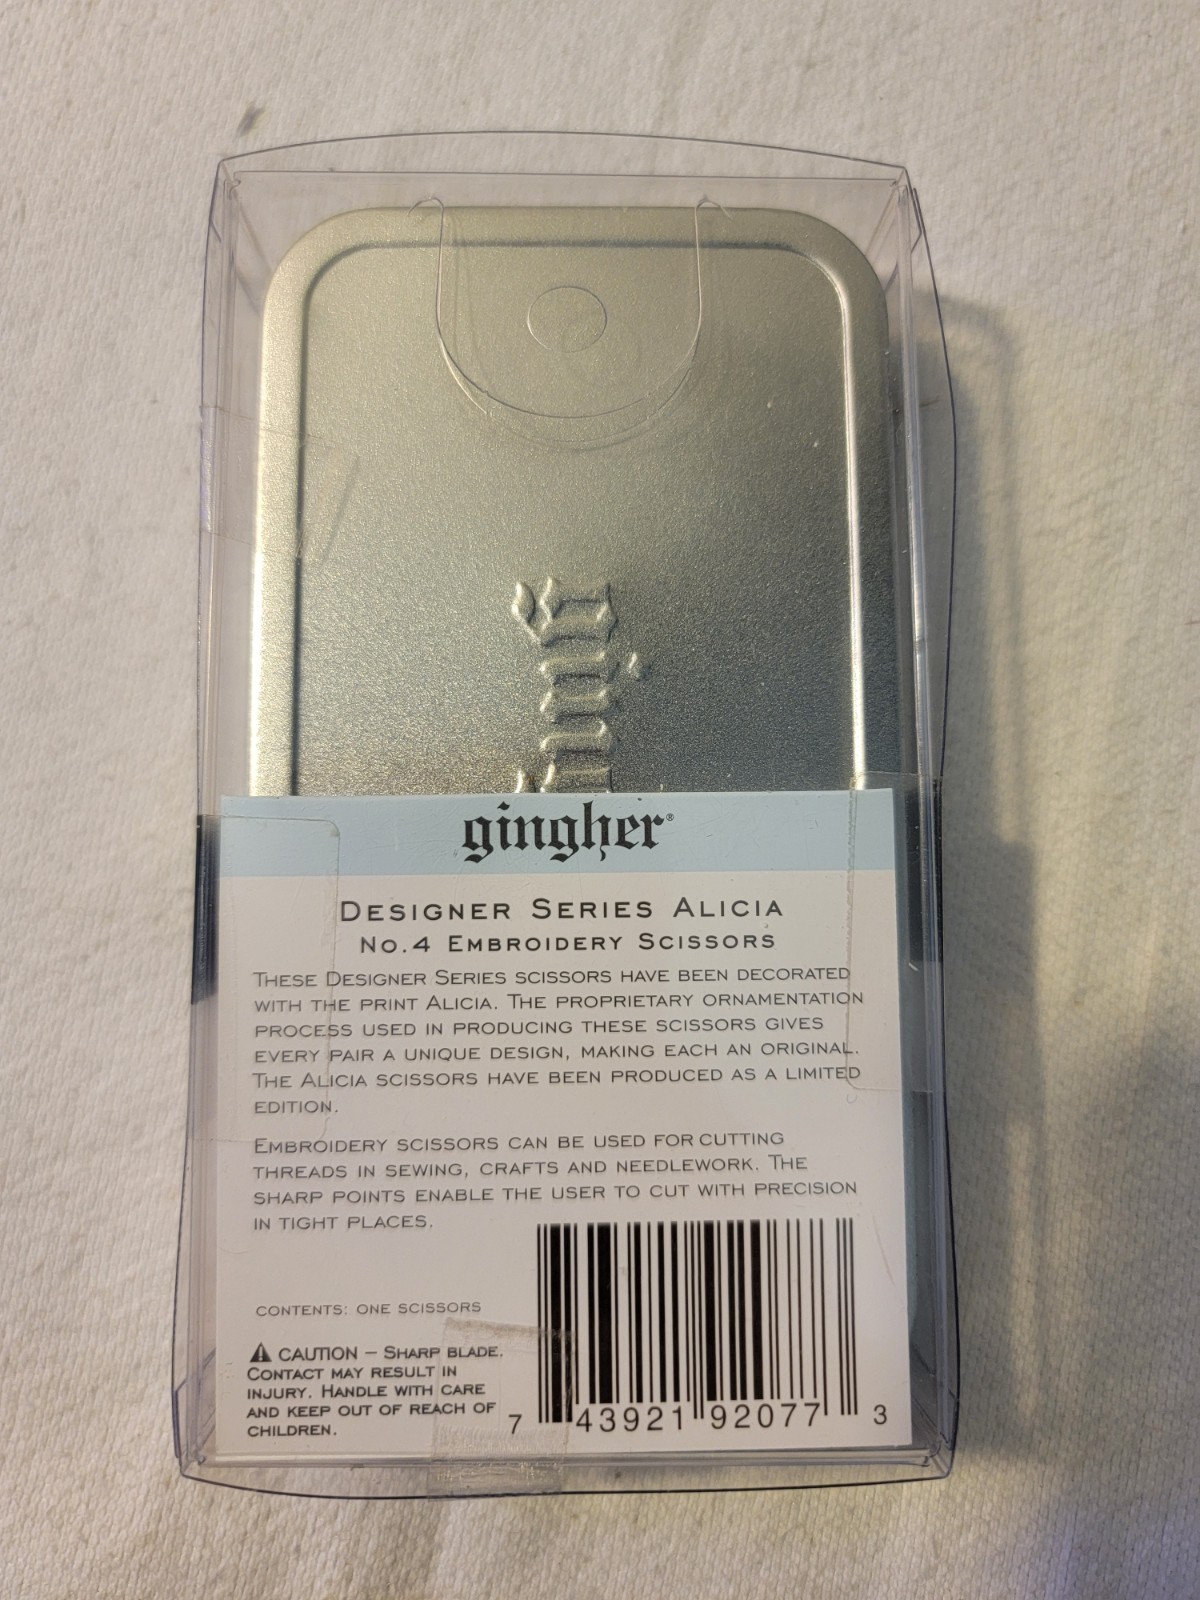 gingher®
Designer Series Alicia
No.4 Embroidery Scissors
These Designer Series scissors have been decorated
with the print Alicia. The proprietary ornamentation
process used in producing these scissors gives
every pair a unique design, making each an original.
The Alicia scissors have been produced as a limited
edition.
Embroidery scissors can be used for cutting
threads in sewing, crafts and needlework. The
sharp points enable the user to cut with precision
in tight places.
contents: one scissors
⚠ CAUTION – Sharp blade.
Contact may result in
injury. Handle with care
and keep out of reach of
children.
7 43921 92077 3